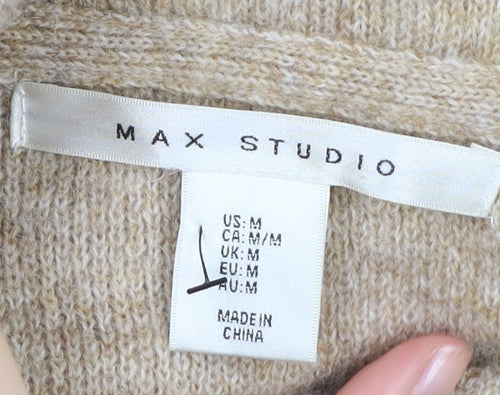 MAX STUDIO
US: M
CA: M/M
UK: M
EU: M
AU: M
MADE IN
CHINA